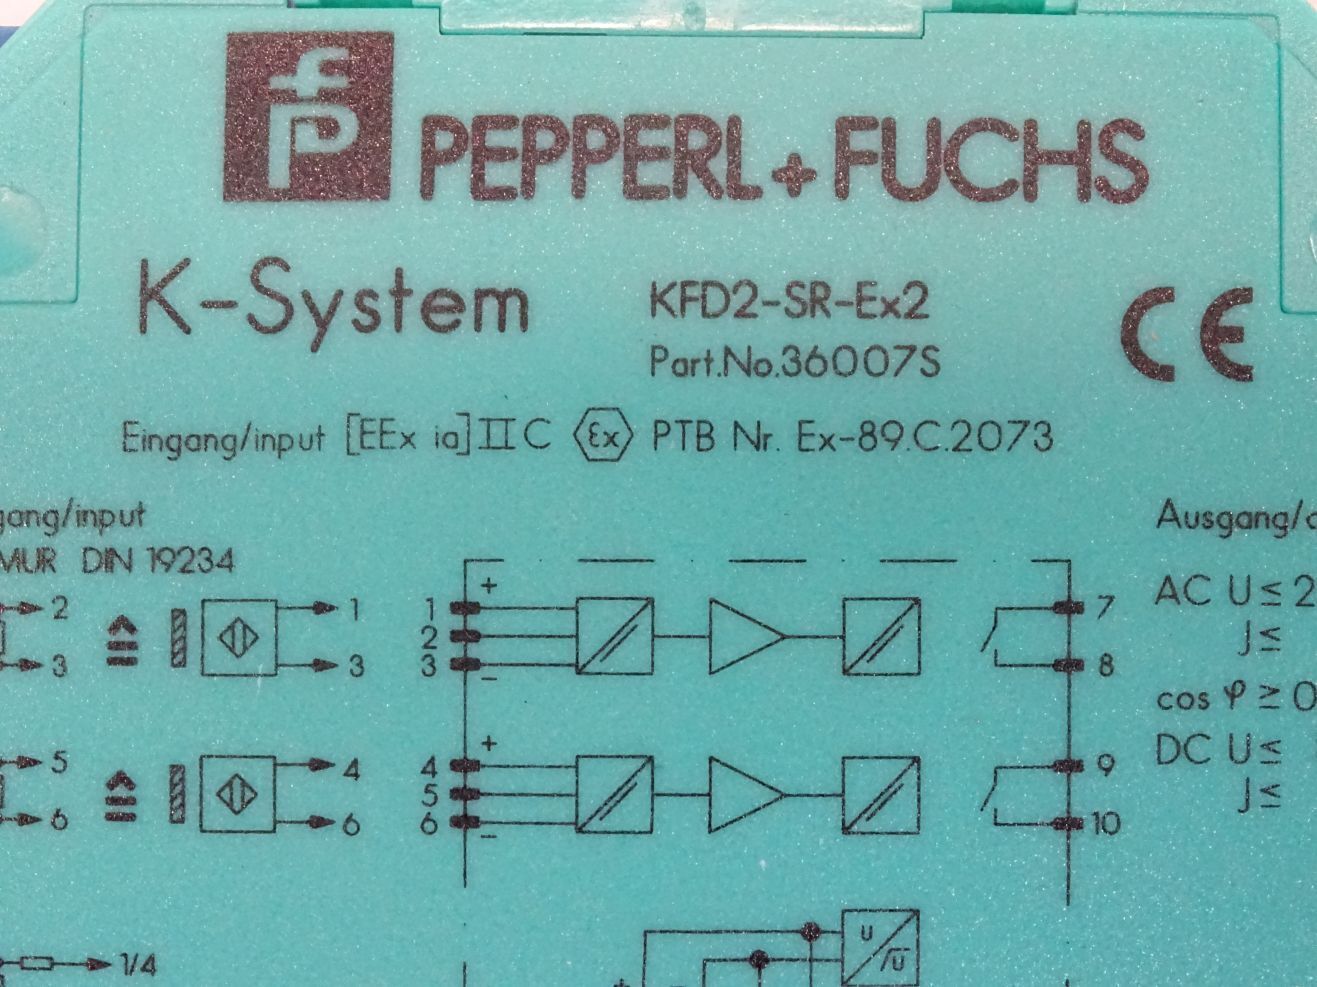 fP PEPPERL + FUCHS
K-System
KFD2-SR-Ex2
Part.No.36007S
CE
Eingang/input [EEx ia] II C Ex PTB Nr. Ex-89.C.2073
gang/input
MUR DIN 19234
Ausgang/
AC U ≤ 2
J ≤
cos φ ≥ 0
DC U ≤
J ≤
2 1 1 + 7
2
3 3 3 - 8
5 4 4 + 9
5
6 6 6 - 10
1/4
U
/U
+